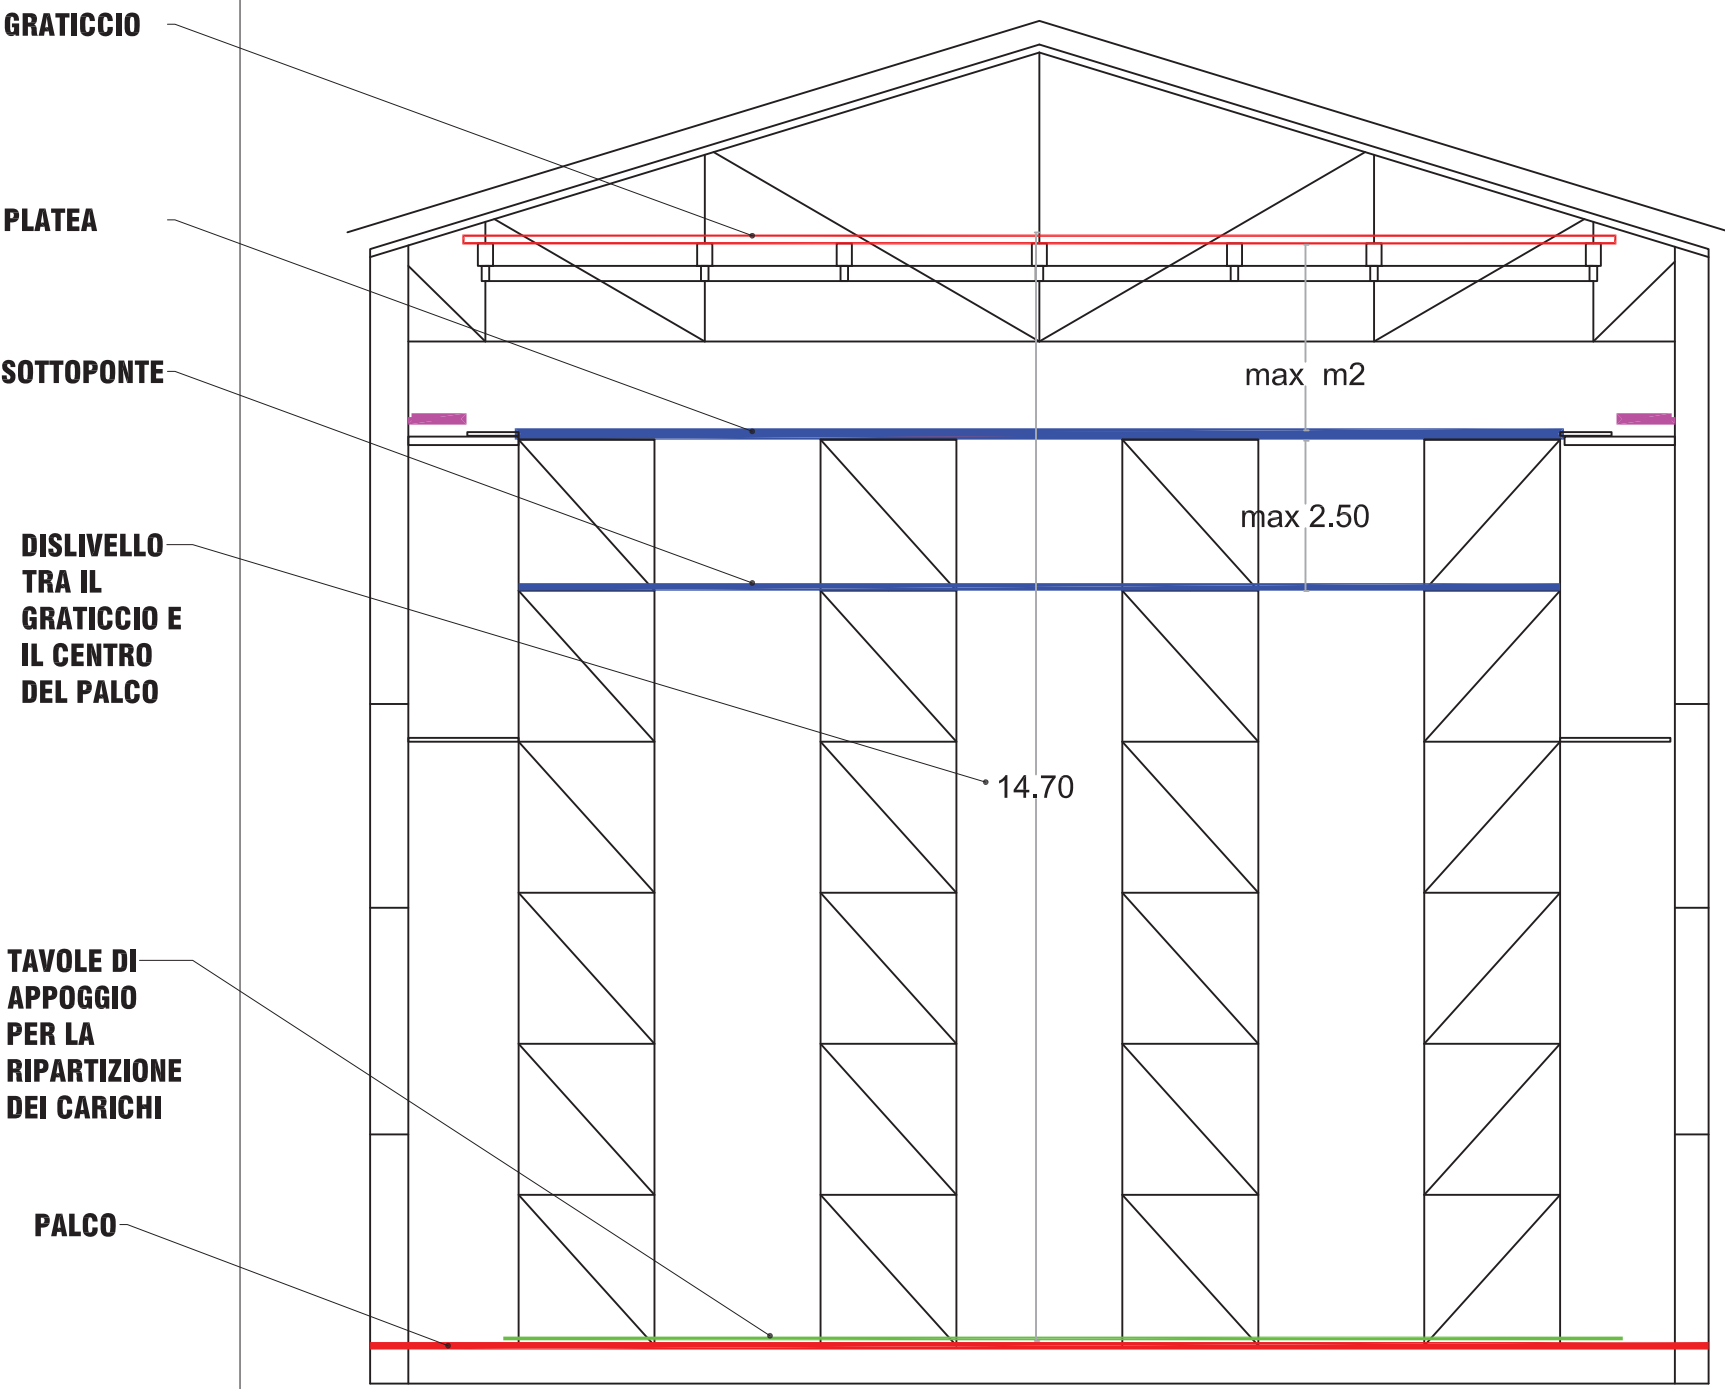 GRATICCIO
PLATEA
max m2
SOTTOPONTE
max 2.50
DISLIVELLO
TRA IL
GRATICCIO E
IL CENTRO
DEL PALCO
14.70
TAVOLE DI
APPOGGIO
PER LA
RIPARTIZIONE
DEI CARICHI
PALCO